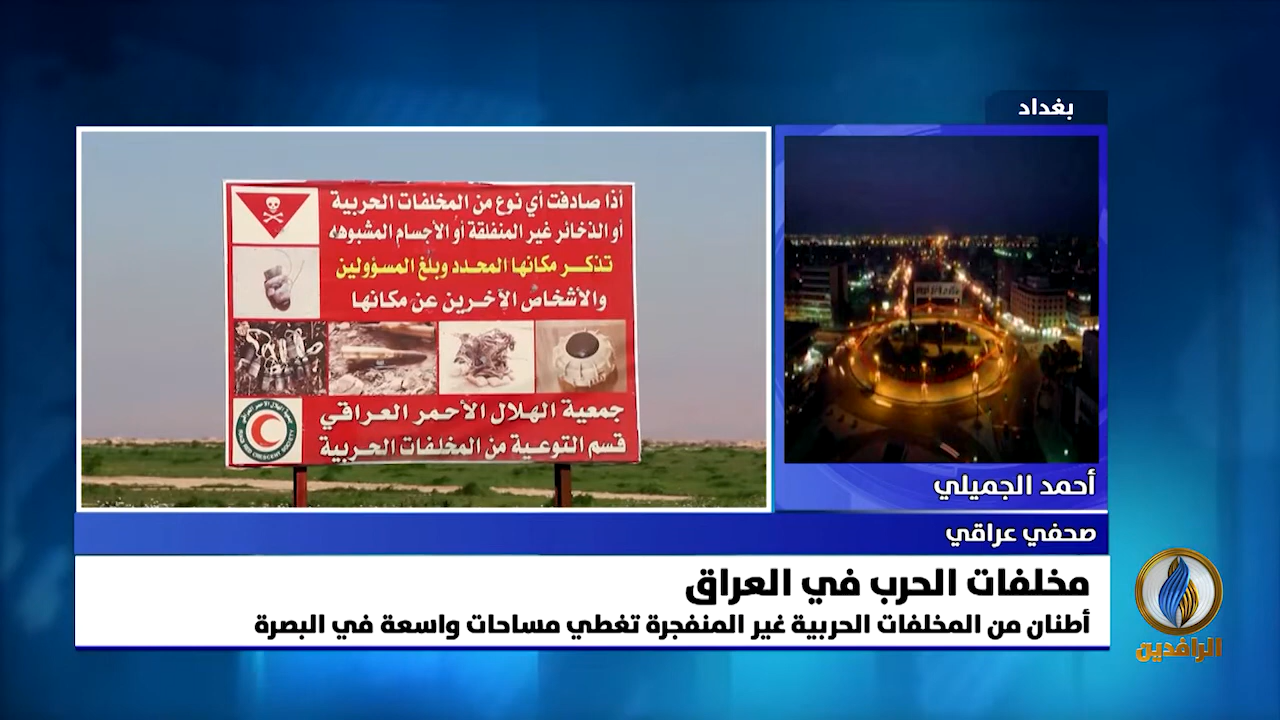 بغداد
أذا صادفت أي نوع من المخلفات الحربية
أو الذخائر غير المنفلقة أو الأجسام المشبوهه
تذكر مكانها المحدد وبلغ المسؤولين
والأشخاص الآخرين عن مكانها
جمعية الهلال الأحمر العراقي
قسم التوعية من المخلفات الحربية
أحمد الجميلي
صحفي عراقي
مخلفات الحرب في العراق
أطنان من المخلفات الحربية غير المنفجرة تغطي مساحات واسعة في البصرة
الرافدين